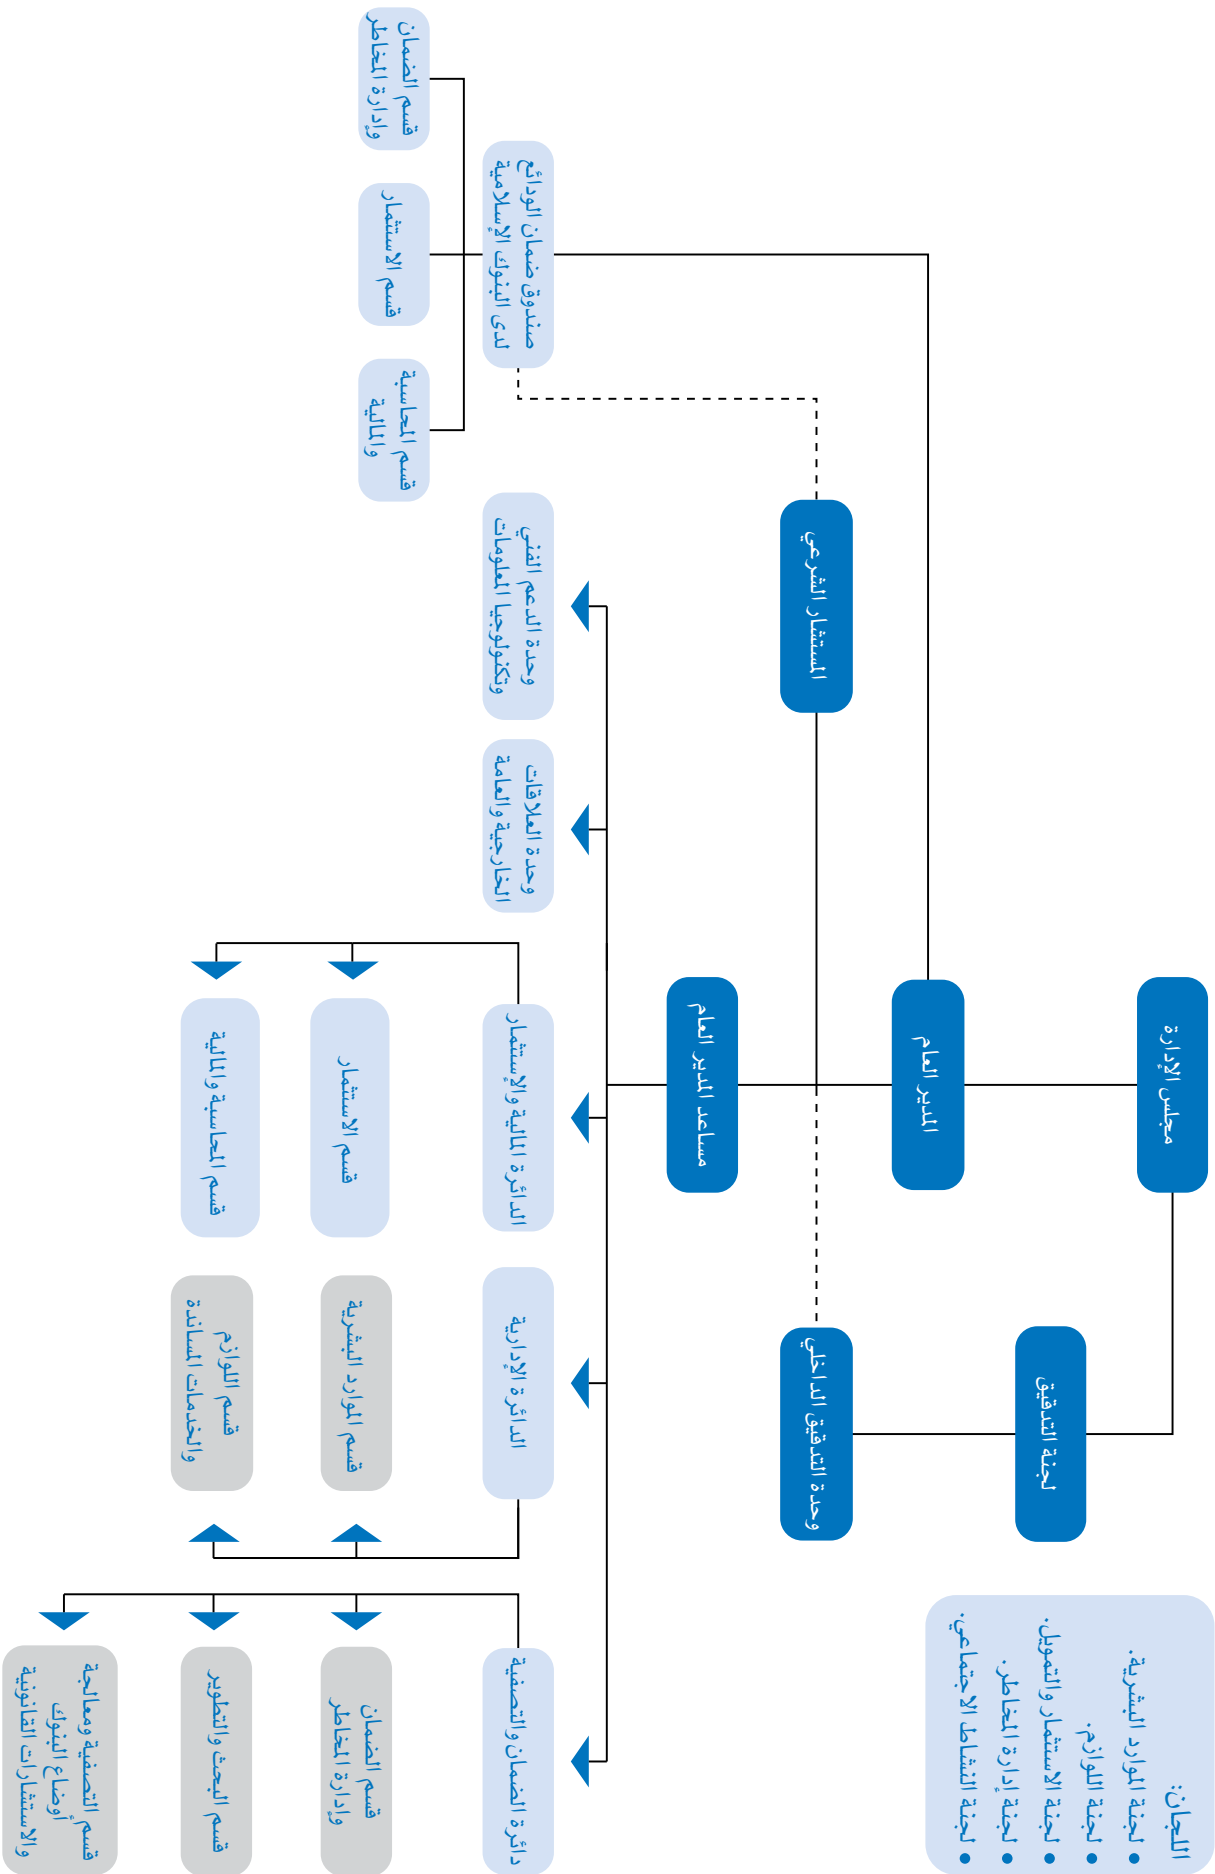 مجلس الإدارة
لجنة التدقيق
المدير العام
المستشار الشرعي
وحدة التدقيق الداخلي
مساعد المدير العام
اللجان:
• لجنة الموارد البشرية.
• لجنة اللوازم.
• لجنة الاستثمار والتمويل.
• لجنة إدارة المخاطر.
• لجنة النشاط الاجتماعي.
دائرة الضمان والتصفية
الدائرة الإدارية
الدائرة المالية والإستثمار
وحدة العلاقات
الخارجية والعامة
وحدة الدعم الفني
وتكنولوجيا المعلومات
صندوق ضمان الودائع
لدى البنوك الإسلامية
قسم الضمان
وإدارة المخاطر
قسم البحث والتطوير
قسم التصفية ومعالجة
أوضاع البنوك
والاستشارات القانونية
قسم الموارد البشرية
قسم اللوازم
والخدمات المساندة
قسم الاستثمار
قسم المحاسبة والمالية
قسم المحاسبة
والمالية
قسم الاستثمار
قسم الضمان
وإدارة المخاطر